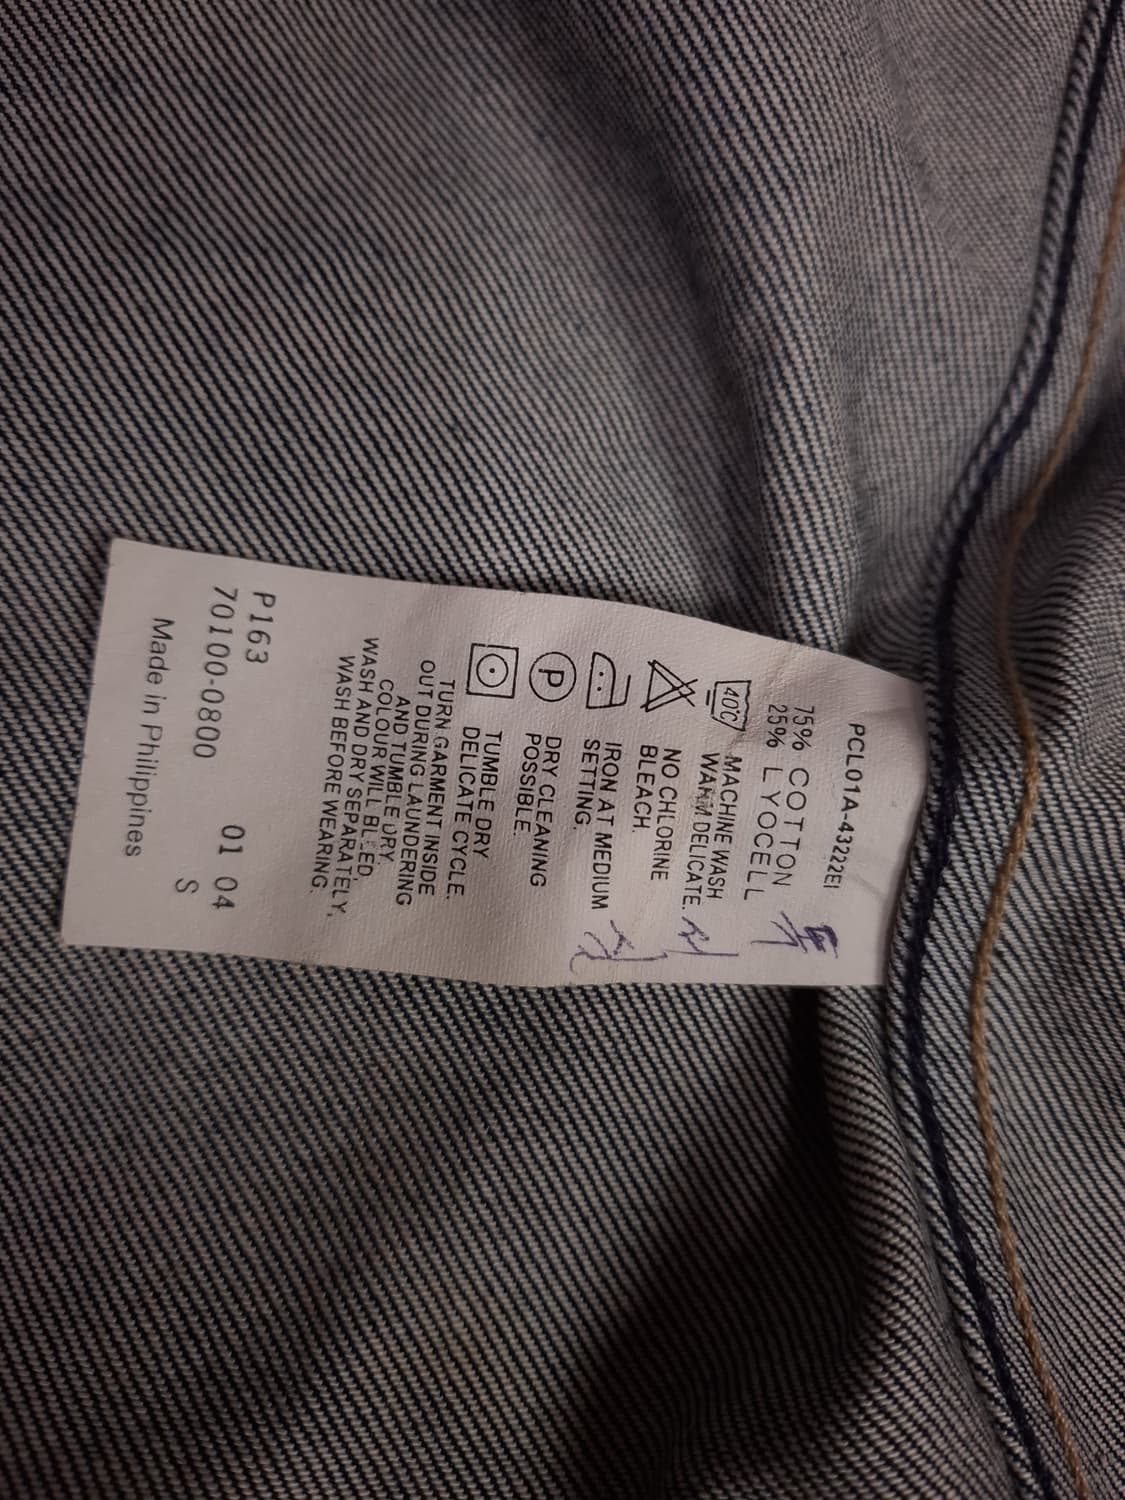 PCL01A-43222EI
75% COTTON
25% LYOCELL
40°C
MACHINE WASH
WARM DELICATE.
NO CHLORINE
BLEACH.
IRON AT MEDIUM
SETTING.
P
DRY CLEANING
POSSIBLE.
TUMBLE DRY
DELICATE CYCLE.
TURN GARMENT INSIDE
OUT DURING LAUNDERING
AND TUMBLE DRY.
COLOUR WILL BLEED.
WASH AND DRY SEPARATELY.
WASH BEFORE WEARING.
P163 01 04
70100-0800 S
Made in Philippines